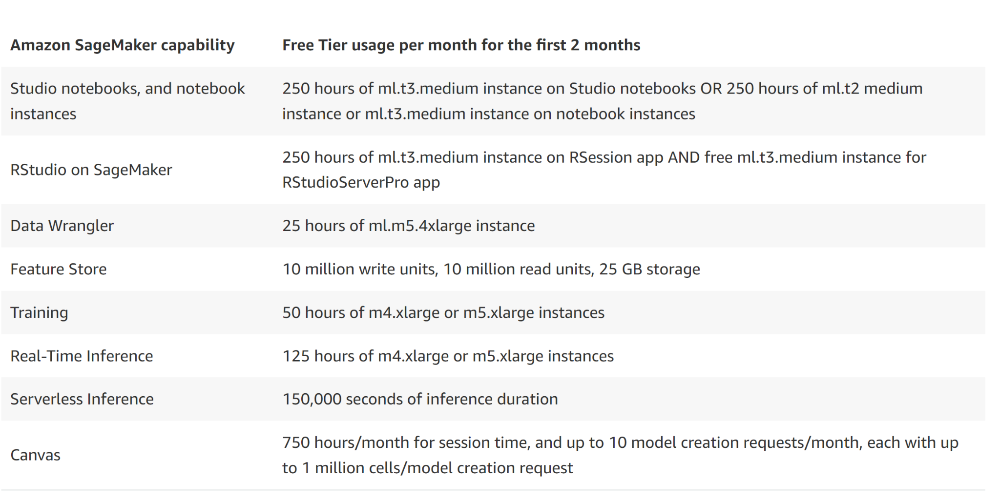 Amazon SageMaker capability
Free Tier usage per month for the first 2 months
Studio notebooks, and notebook
instances
250 hours of ml.t3.medium instance on Studio notebooks OR 250 hours of ml.t2 medium
instance or ml.t3.medium instance on notebook instances
RStudio on SageMaker
250 hours of ml.t3.medium instance on RSession app AND free ml.t3.medium instance for
RStudioServerPro app
Data Wrangler
25 hours of ml.m5.4xlarge instance
Feature Store
10 million write units, 10 million read units, 25 GB storage
Training
50 hours of m4.xlarge or m5.xlarge instances
Real-Time Inference
125 hours of m4.xlarge or m5.xlarge instances
Serverless Inference
150,000 seconds of inference duration
Canvas
750 hours/month for session time, and up to 10 model creation requests/month, each with up
to 1 million cells/model creation request